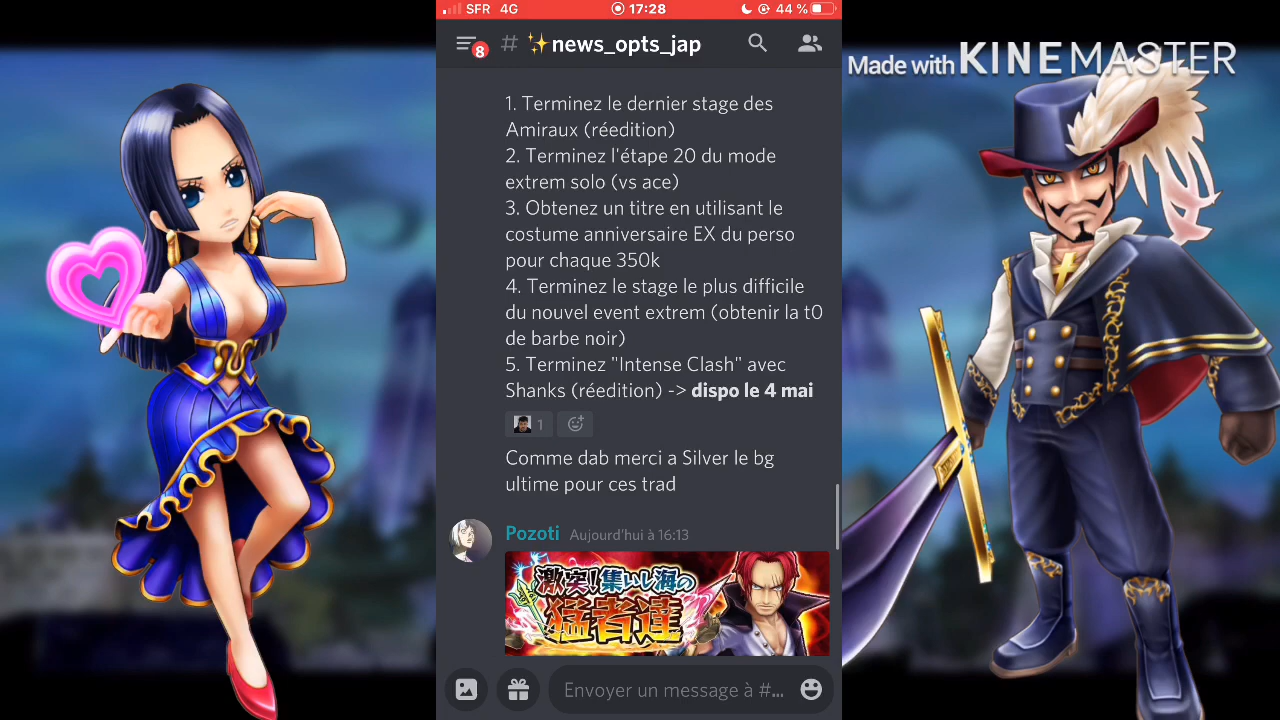 SFR 4G 17:28 44 %
8 # ✨news_opts_jap
Made with KINEMASTER
1. Terminez le dernier stage des
Amiraux (réedition)
2. Terminez l'étape 20 du mode
extrem solo (vs ace)
3. Obtenez un titre en utilisant le
costume anniversaire EX du perso
pour chaque 350k
4. Terminez le stage le plus difficile
du nouvel event extrem (obtenir la t0
de barbe noir)
5. Terminez "Intense Clash" avec
Shanks (réedition) -> dispo le 4 mai
1
Comme dab merci a Silver le bg
ultime pour ces trad
Pozoti Aujourd'hui à 16:13
激突!集いし海の
猛者達
Envoyer un message à #...